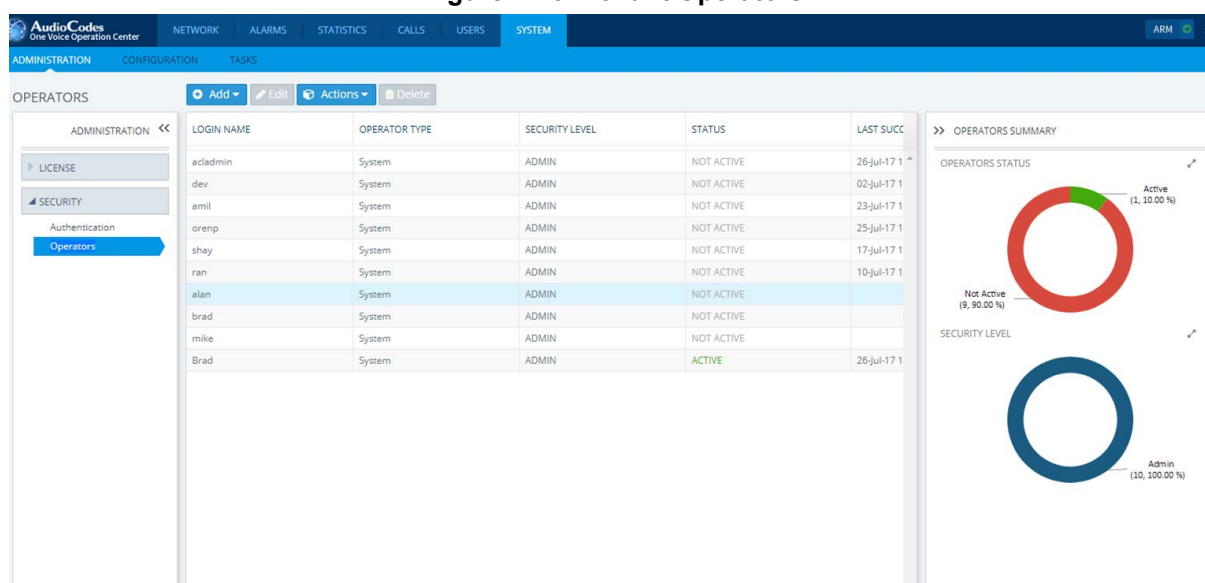 AudioCodes
One Voice Operation Center
NETWORK ALARMS STATISTICS CALLS USERS SYSTEM ARM
ADMINISTRATION CONFIGURATION TASKS
OPERATORS Add Edit Actions Delete
ADMINISTRATION
LICENSE
SECURITY
Authentication
Operators
LOGIN NAME OPERATOR TYPE SECURITY LEVEL STATUS LAST SUCC
acladmin System ADMIN NOT ACTIVE 26-Jul-17 1
dev System ADMIN NOT ACTIVE 02-Jul-17 1
amil System ADMIN NOT ACTIVE 23-Jul-17 1
orenp System ADMIN NOT ACTIVE 25-Jul-17 1
shay System ADMIN NOT ACTIVE 17-Jul-17 1
ran System ADMIN NOT ACTIVE 10-Jul-17 1
alan System ADMIN NOT ACTIVE
brad System ADMIN NOT ACTIVE
mike System ADMIN NOT ACTIVE
Brad System ADMIN ACTIVE 26-Jul-17 1
OPERATORS SUMMARY
OPERATORS STATUS
Active
(1, 10.00 %)
Not Active
(9, 90.00 %)
SECURITY LEVEL
Admin
(10, 100.00 %)